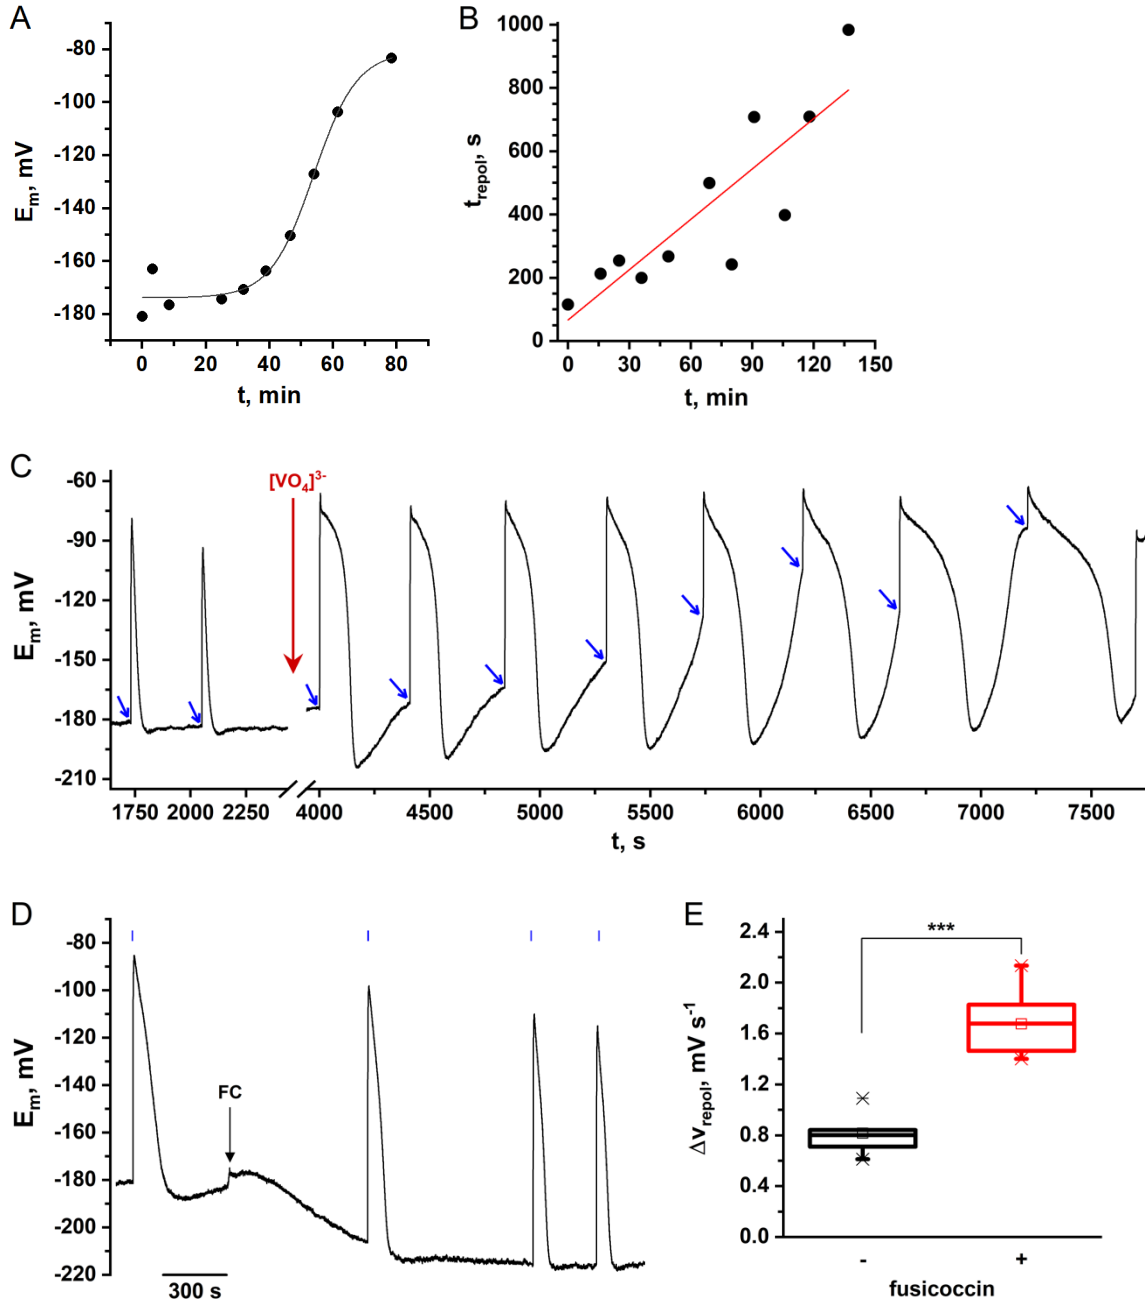 A
B
-80
-100
-120
-140
-160
-180
Em, mV
0
20
40
60
80
t, min
1000
800
600
400
200
0
trepol, s
0
30
60
90
120
150
t, min
C
[VO4]3-
-60
-90
-120
-150
-180
-210
Em, mV
1750 2000 2250 4000 4500 5000 5500 6000 6500 7000 7500
t, s
D
-80
-100
-120
-140
-160
-180
-200
-220
Em, mV
FC
300 s
E
***
2.4
2.0
1.6
1.2
0.8
0.4
0.0
Δvrepol, mV s-1
- +
fusicoccin